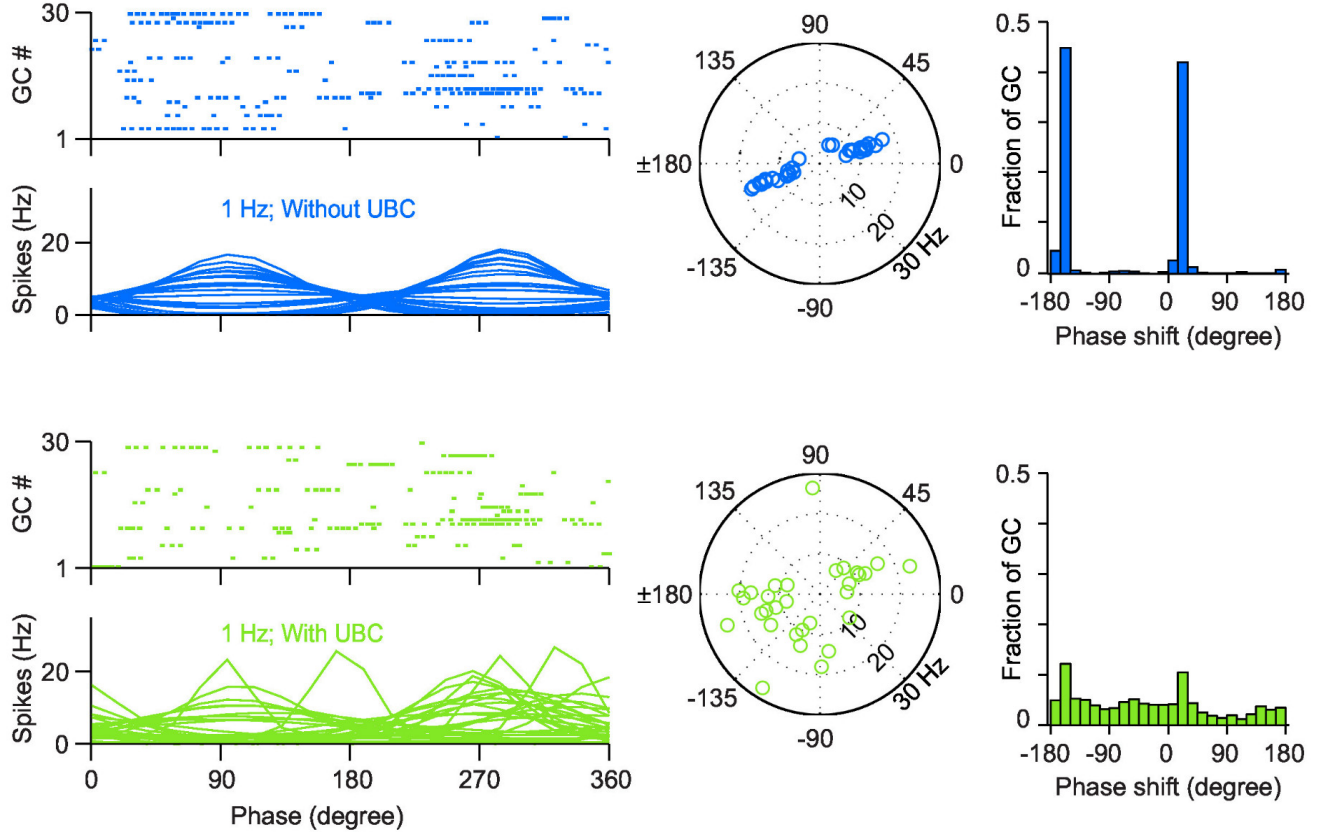 30
GC #
1
Spikes (Hz)
20
0
1 Hz; Without UBC
90
135
45
±180
0
-135
-90
10
20
30 Hz
0.5
Fraction of GC
0
-180 -90 0 90 180
Phase shift (degree)
30
GC #
1
Spikes (Hz)
20
0
1 Hz; With UBC
0 90 180 270 360
Phase (degree)
90
135
45
±180
0
-135
-90
10
20
30 Hz
0.5
Fraction of GC
0
-180 -90 0 90 180
Phase shift (degree)